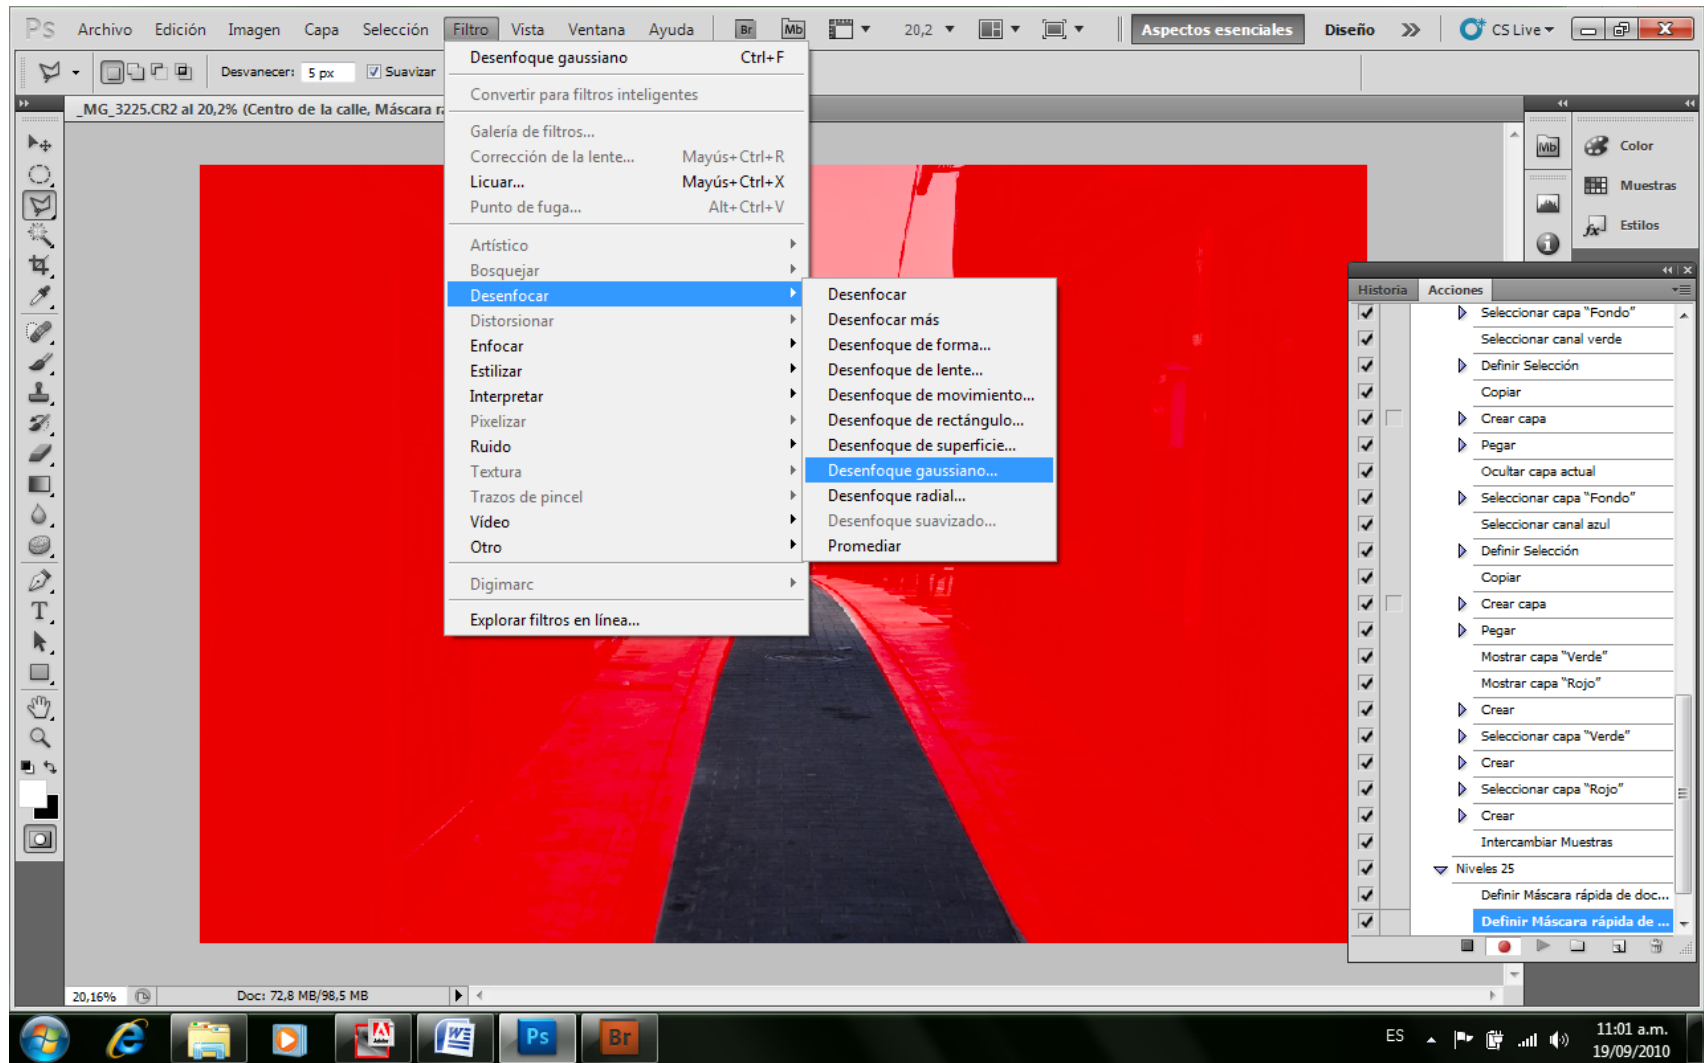 PS Archivo Edición Imagen Capa Selección Filtro Vista Ventana Ayuda Br Mb 20,2 Aspectos esenciales Diseño CS Live
Desvanecer: 5 px Suavizar
_MG_3225.CR2 al 20,2% (Centro de la calle, Máscara r
Desenfoque gaussiano Ctrl+F
Convertir para filtros inteligentes
Galería de filtros...
Corrección de la lente... Mayús+Ctrl+R
Licuar... Mayús+Ctrl+X
Punto de fuga... Alt+Ctrl+V
Artístico
Bosquejar
Desenfocar
Distorsionar
Enfocar
Estilizar
Interpretar
Pixelizar
Ruido
Textura
Trazos de pincel
Vídeo
Otro
Digimarc
Explorar filtros en línea...
Desenfocar
Desenfocar más
Desenfoque de forma...
Desenfoque de lente...
Desenfoque de movimiento...
Desenfoque de rectángulo...
Desenfoque de superficie...
Desenfoque gaussiano...
Desenfoque radial...
Desenfoque suavizado...
Promediar
Mb Color
Muestras
fx Estilos
Historia Acciones
Seleccionar capa "Fondo"
Seleccionar canal verde
Definir Selección
Copiar
Crear capa
Pegar
Ocultar capa actual
Seleccionar capa "Fondo"
Seleccionar canal azul
Definir Selección
Copiar
Crear capa
Pegar
Mostrar capa "Verde"
Mostrar capa "Rojo"
Crear
Seleccionar capa "Verde"
Crear
Seleccionar capa "Rojo"
Crear
Intercambiar Muestras
Niveles 25
Definir Máscara rápida de doc...
Definir Máscara rápida de ...
T
20,16% Doc: 72,8 MB/98,5 MB
Adobe W Ps Br
ES 11:01 a.m.
19/09/2010